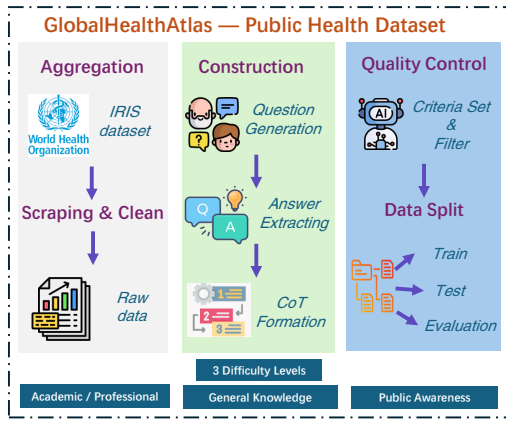 GlobalHealthAtlas — Public Health Dataset
Aggregation
World Health
Organization
IRIS
dataset
Scraping & Clean
Raw
data
Construction
Question
Generation
?
Q
A
Answer
Extracting
1
2
3
CoT
Formation
Quality Control
AI
Criteria Set
&
Filter
Data Split
Train
Test
Evaluation
3 Difficulty Levels
Academic / Professional
General Knowledge
Public Awareness